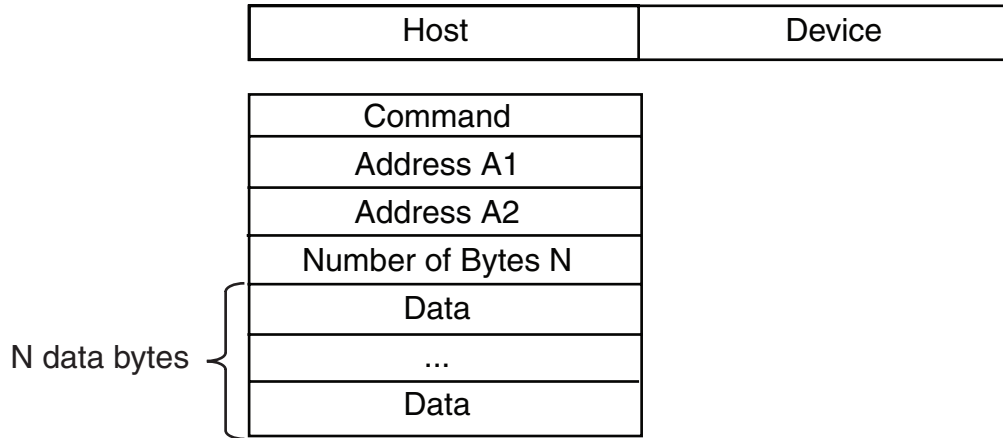 Host Device
Command
Address A1
Address A2
Number of Bytes N
Data
N data bytes ...
Data